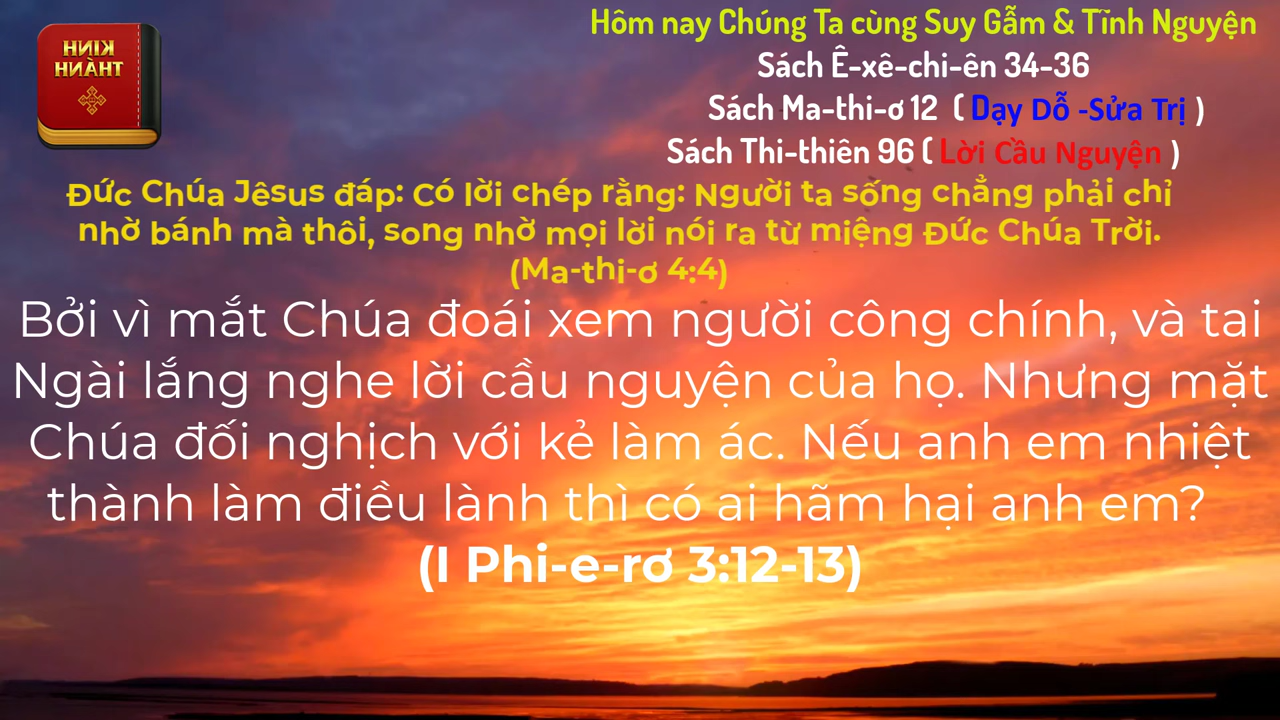 KINH
THÀNH
Hôm nay Chúng Ta cùng Suy Gẫm & Tĩnh Nguyện
Sách Ê-xê-chi-ên 34-36
Sách Ma-thi-ơ 12 ( Dạy Dỗ -Sửa Trị )
Sách Thi-thiên 96 ( Lời Cầu Nguyện )
Đức Chúa Jêsus đáp: Có lời chép rằng: Người ta sống chẳng phải chỉ
nhờ bánh mà thôi, song nhờ mọi lời nói ra từ miệng Đức Chúa Trời.
(Ma-thi-ơ 4:4)
Bởi vì mắt Chúa đoái xem người công chính, và tai
Ngài lắng nghe lời cầu nguyện của họ. Nhưng mặt
Chúa đối nghịch với kẻ làm ác. Nếu anh em nhiệt
thành làm điều lành thì có ai hãm hại anh em?
(I Phi-e-rơ 3:12-13)